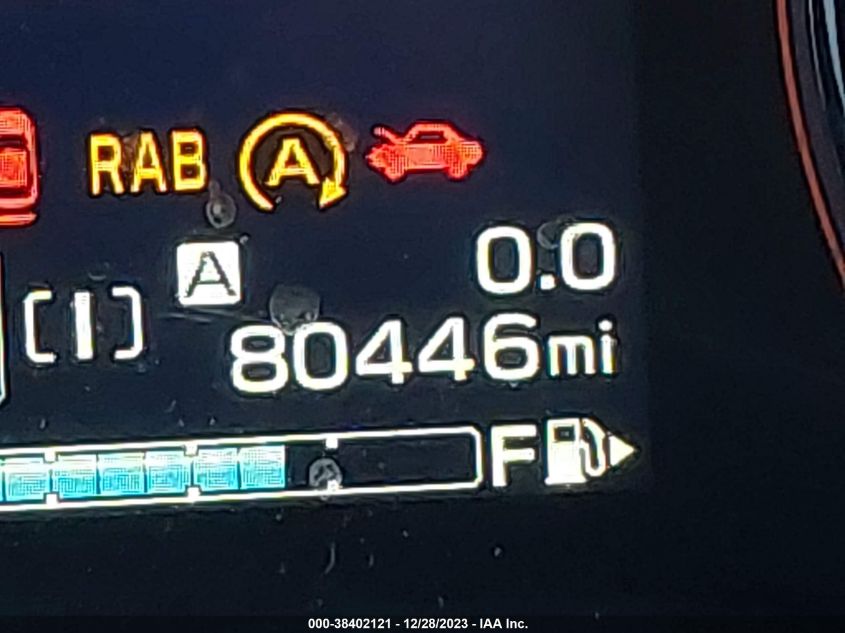 RAB A
A 0.0
80446mi
F
000-38402121 - 12/28/2023 - IAA Inc.